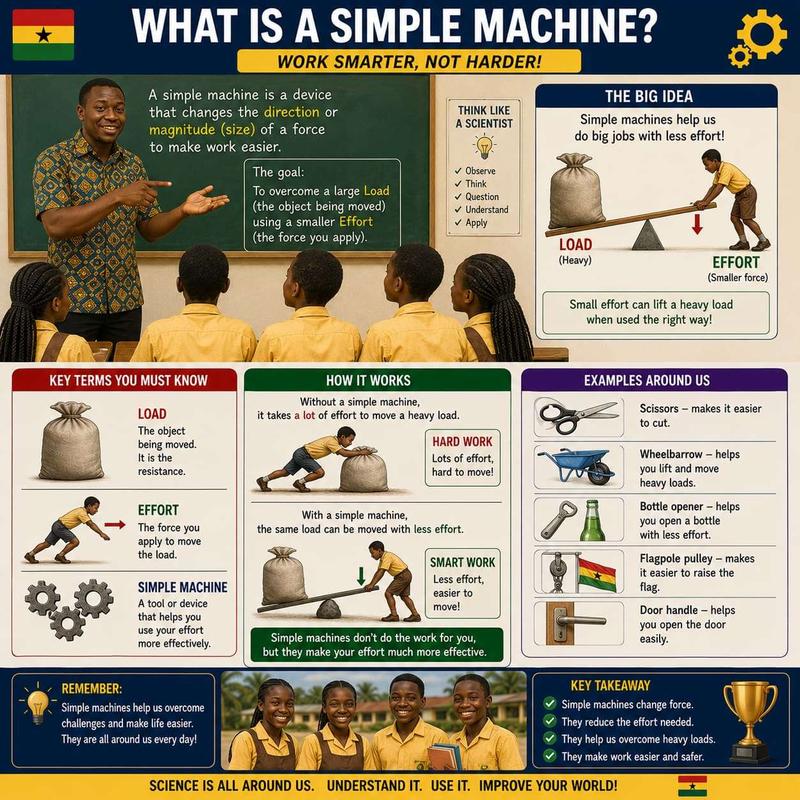 WHAT IS A SIMPLE MACHINE?
WORK SMARTER, NOT HARDER!
A simple machine is a device
that changes the direction or
magnitude (size) of a force
to make work easier.
The goal:
To overcome a large Load
(the object being moved)
using a smaller Effort
(the force you apply).
THINK LIKE
A SCIENTIST
✓ Observe
✓ Think
✓ Question
✓ Understand
✓ Apply
THE BIG IDEA
Simple machines help us
do big jobs with less effort!
LOAD
(Heavy)
EFFORT
(Smaller force)
Small effort can lift a heavy load
when used the right way!
KEY TERMS YOU MUST KNOW
LOAD
The object
being moved.
It is the
resistance.
EFFORT
The force you
apply to move
the load.
SIMPLE MACHINE
A tool or device
that helps you
use your effort
more effectively.
HOW IT WORKS
Without a simple machine,
it takes a lot of effort to move a heavy load.
HARD WORK
Lots of effort,
hard to move!
With a simple machine,
the same load can be moved with less effort.
SMART WORK
Less effort,
easier to
move!
Simple machines don't do the work for you,
but they make your effort much more effective.
EXAMPLES AROUND US
Scissors – makes it easier
to cut.
Wheelbarrow – helps
you lift and move
heavy loads.
Bottle opener – helps
you open a bottle
with less effort.
Flagpole pulley – makes
it easier to raise the
flag.
Door handle – helps
you open the door
easily.
REMEMBER:
Simple machines help us overcome
challenges and make life easier.
They are all around us every day!
KEY TAKEAWAY
Simple machines change force.
They reduce the effort needed.
They help us overcome heavy loads.
They make work easier and safer.
SCIENCE IS ALL AROUND US. UNDERSTAND IT. USE IT. IMPROVE YOUR WORLD!